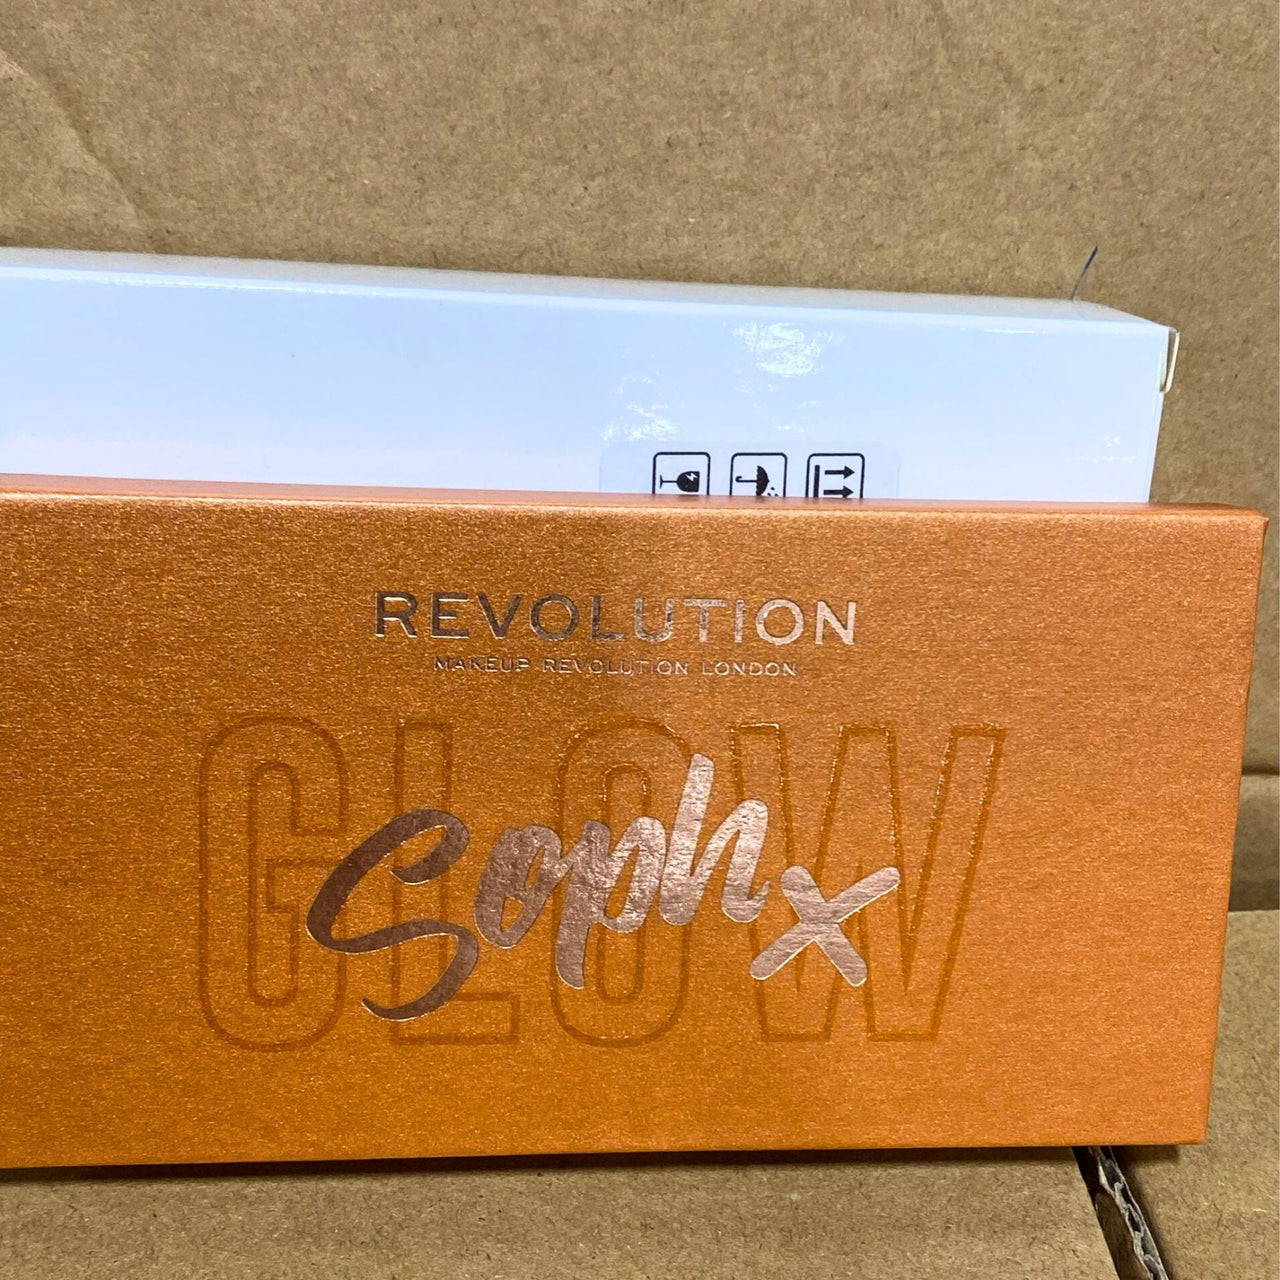 REVOLUTION
MAKEUP REVOLUTION LONDON
GLOW
Soph x